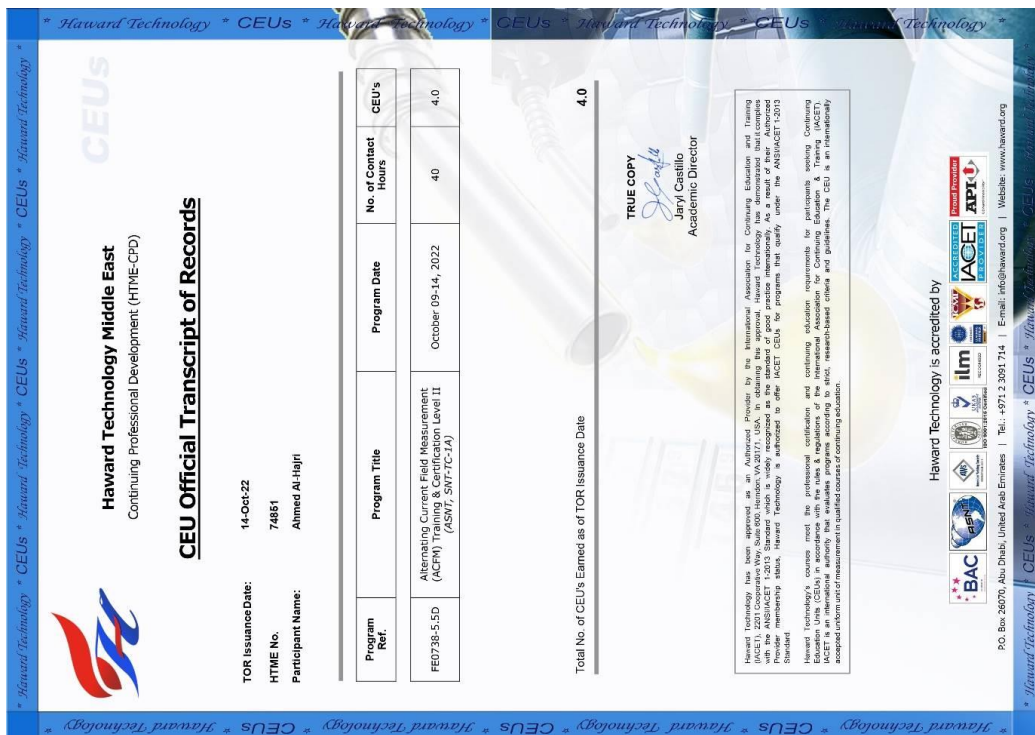 * Haward Technology * CEUs * Haward Technology * CEUs * Haward Technology * CEUs * Haward Technology *
CEUs
Haward Technology Middle East
Continuing Professional Development (HTME-CPD)
CEU Official Transcript of Records
TOR Issuance Date: 14-Oct-22
HTME No. 74851
Participant Name: Ahmed Al-Hajri
Program Ref. Program Title Program Date No. of Contact Hours CEU's
FE0738-5.5D Alternating Current Field Measurement (ACFM) Training & Certification Level II (ASNT, SNT-TC-1A) October 09-14, 2022 40 4.0
Total No. of CEU's Earned as of TOR Issuance Date 4.0
TRUE COPY
Jaryl Castillo
Academic Director
Haward Technology has been approved as an Authorized Provider by the International Association for Continuing Education and Training
(IACET), 2201 Cooperative Way, Suite 600, Herndon, VA 20171, USA. In obtaining this approval, Haward Technology has demonstrated that it complies
with the ANSI/IACET 1-2013 Standard which is widely recognized as the standard of good practice internationally. As a result of their Authorized
Provider membership status, Haward Technology is authorized to offer IACET CEUs for programs that qualify under the ANSI/IACET 1-2013
Standard.
Haward Technology's courses meet the professional certification and continuing education requirements for participants seeking Continuing
Education Units (CEUs) in accordance with the rules & regulations of the International Association for Continuing Education & Training (IACET).
IACET is an international authority that evaluates programs according to strict, research-based criteria and guidelines. The CEU is an internationally
accepted uniform unit of measurement in qualified courses of continuing education.
Haward Technology is accredited by
BAC
ASNT
AWS
UKAS
ISO 9001:2015 Certified
ilm
ACCREDITED
IACET
PROVIDER
Proud Provider
API
P.O. Box 26070, Abu Dhabi, United Arab Emirates | Tel.: +971 2 3091 714 | E-mail: info@haward.org | Website: www.haward.org